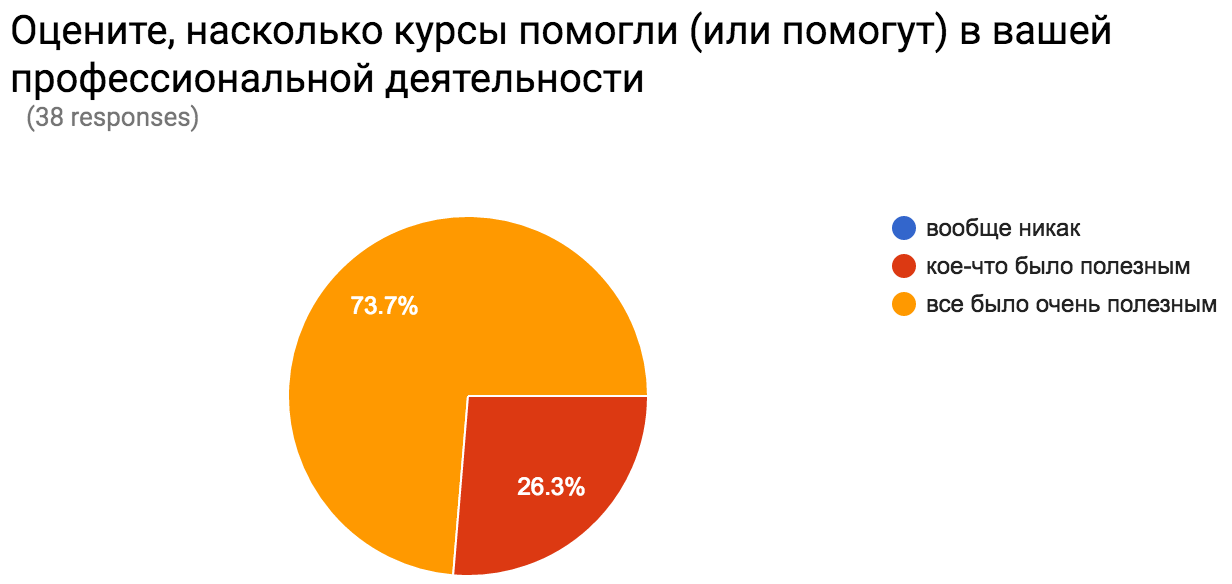 Оцените, насколько курсы помогли (или помогут) в вашей
профессиональной деятельности
(38 responses)
вообще никак
кое-что было полезным
все было очень полезным
73.7%
26.3%